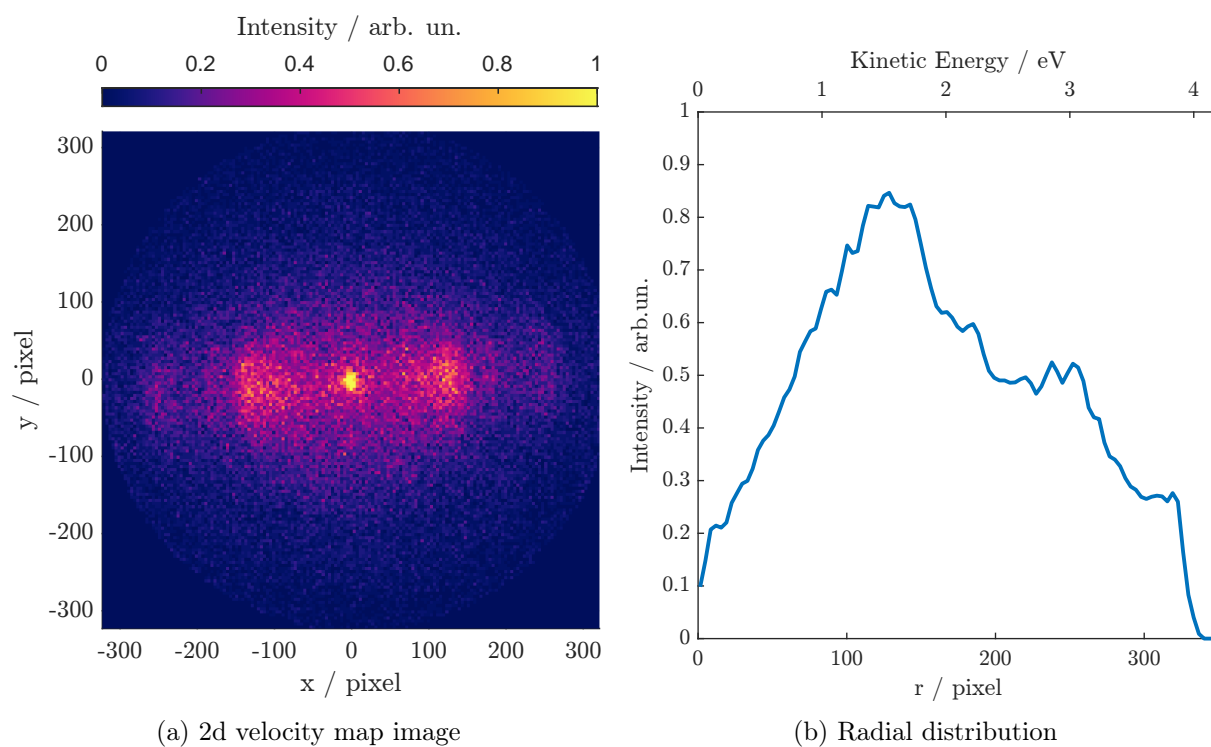 Intensity / arb. un.
0 0.2 0.4 0.6 0.8 1
300
200
100
0
-100
-200
-300
y / pixel
-300 -200 -100 0 100 200 300
x / pixel
(a) 2d velocity map image
Kinetic Energy / eV
0 1 2 3 4
1
0.9
0.8
0.7
0.6
0.5
0.4
0.3
0.2
0.1
0
Intensity / arb.un.
0 100 200 300
r / pixel
(b) Radial distribution